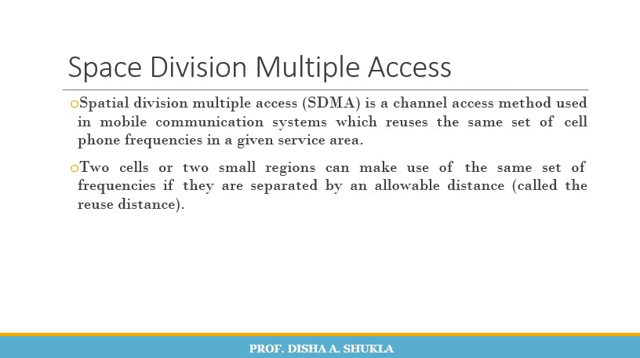 Space Division Multiple Access
oSpatial division multiple access (SDMA) is a channel access method used
in mobile communication systems which reuses the same set of cell
phone frequencies in a given service area.
oTwo cells or two small regions can make use of the same set of
frequencies if they are separated by an allowable distance (called the
reuse distance).
PROF. DISHA A. SHUKLA